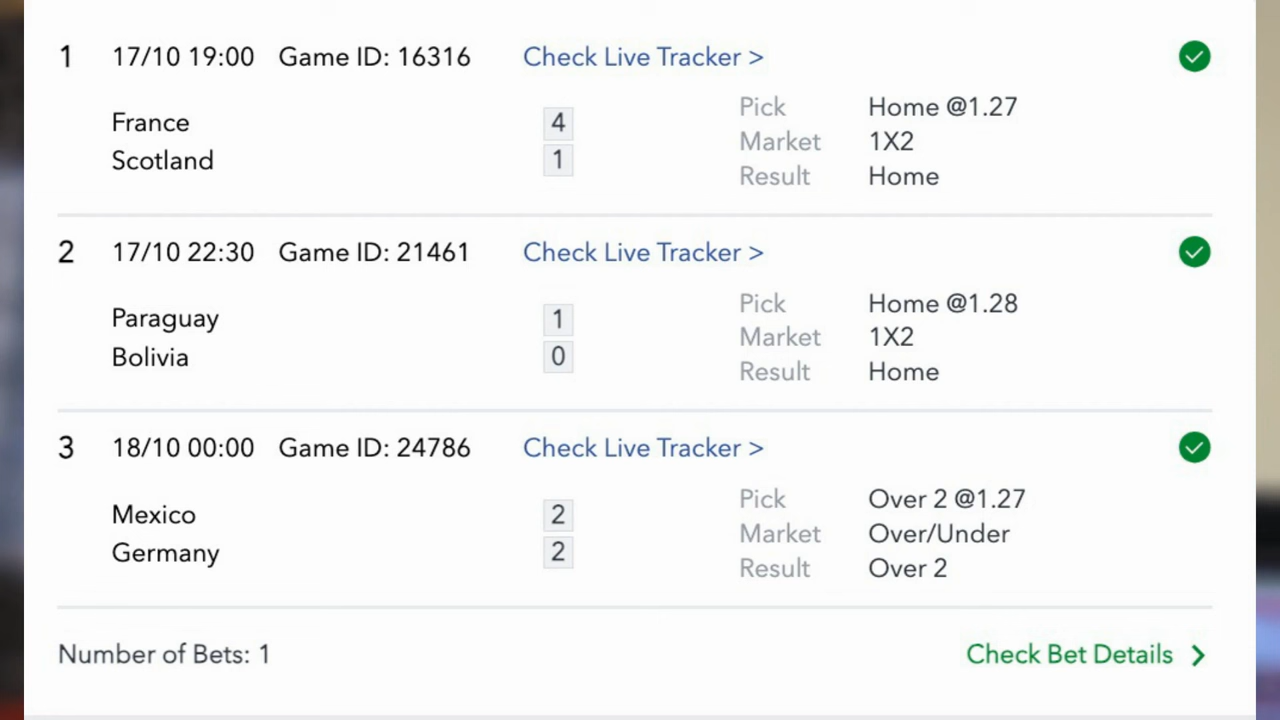 1 17/10 19:00 Game ID: 16316 Check Live Tracker >
France 4
Scotland 1
Pick Home @1.27
Market 1X2
Result Home
2 17/10 22:30 Game ID: 21461 Check Live Tracker >
Paraguay 1
Bolivia 0
Pick Home @1.28
Market 1X2
Result Home
3 18/10 00:00 Game ID: 24786 Check Live Tracker >
Mexico 2
Germany 2
Pick Over 2 @1.27
Market Over/Under
Result Over 2
Number of Bets: 1 Check Bet Details >